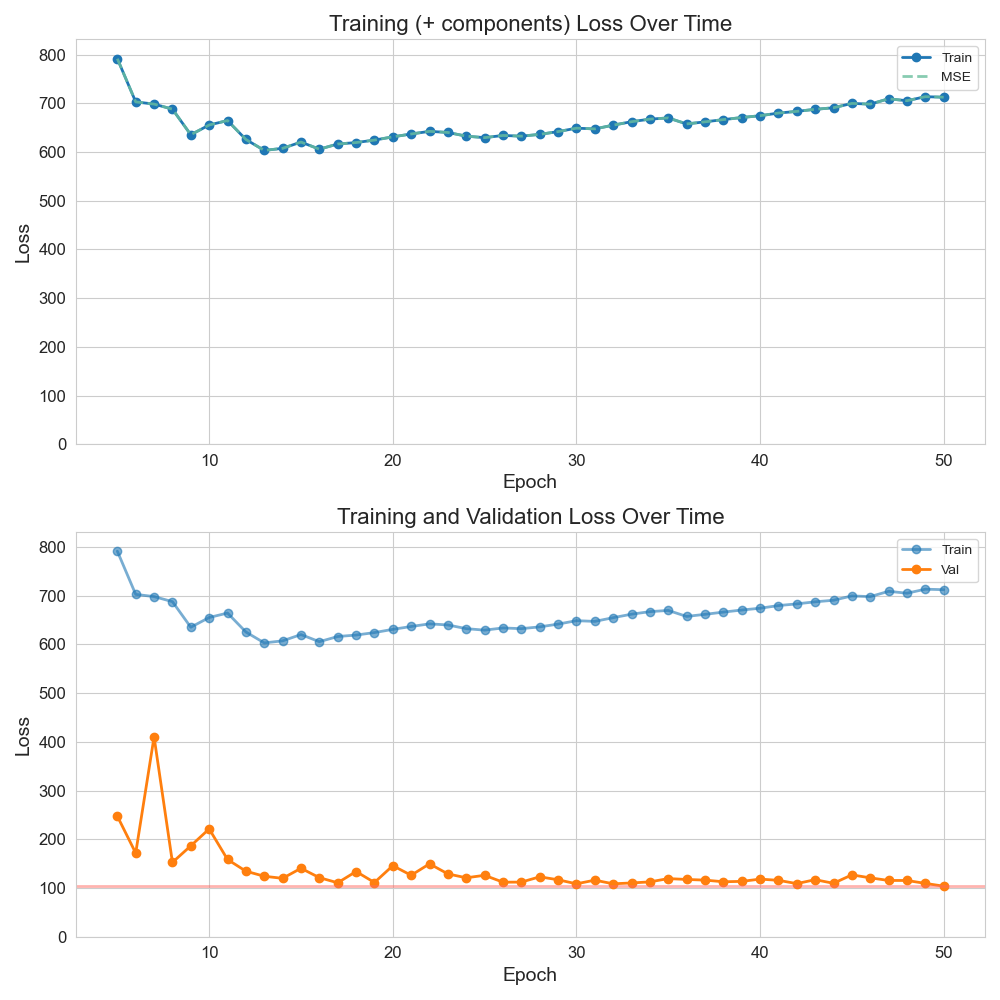 Training (+ components) Loss Over Time
800
700
600
500
400
300
200
100
0
Loss
Train
MSE
10 20 30 40 50
Epoch
Training and Validation Loss Over Time
800
700
600
500
400
300
200
100
0
Loss
Train
Val
10 20 30 40 50
Epoch